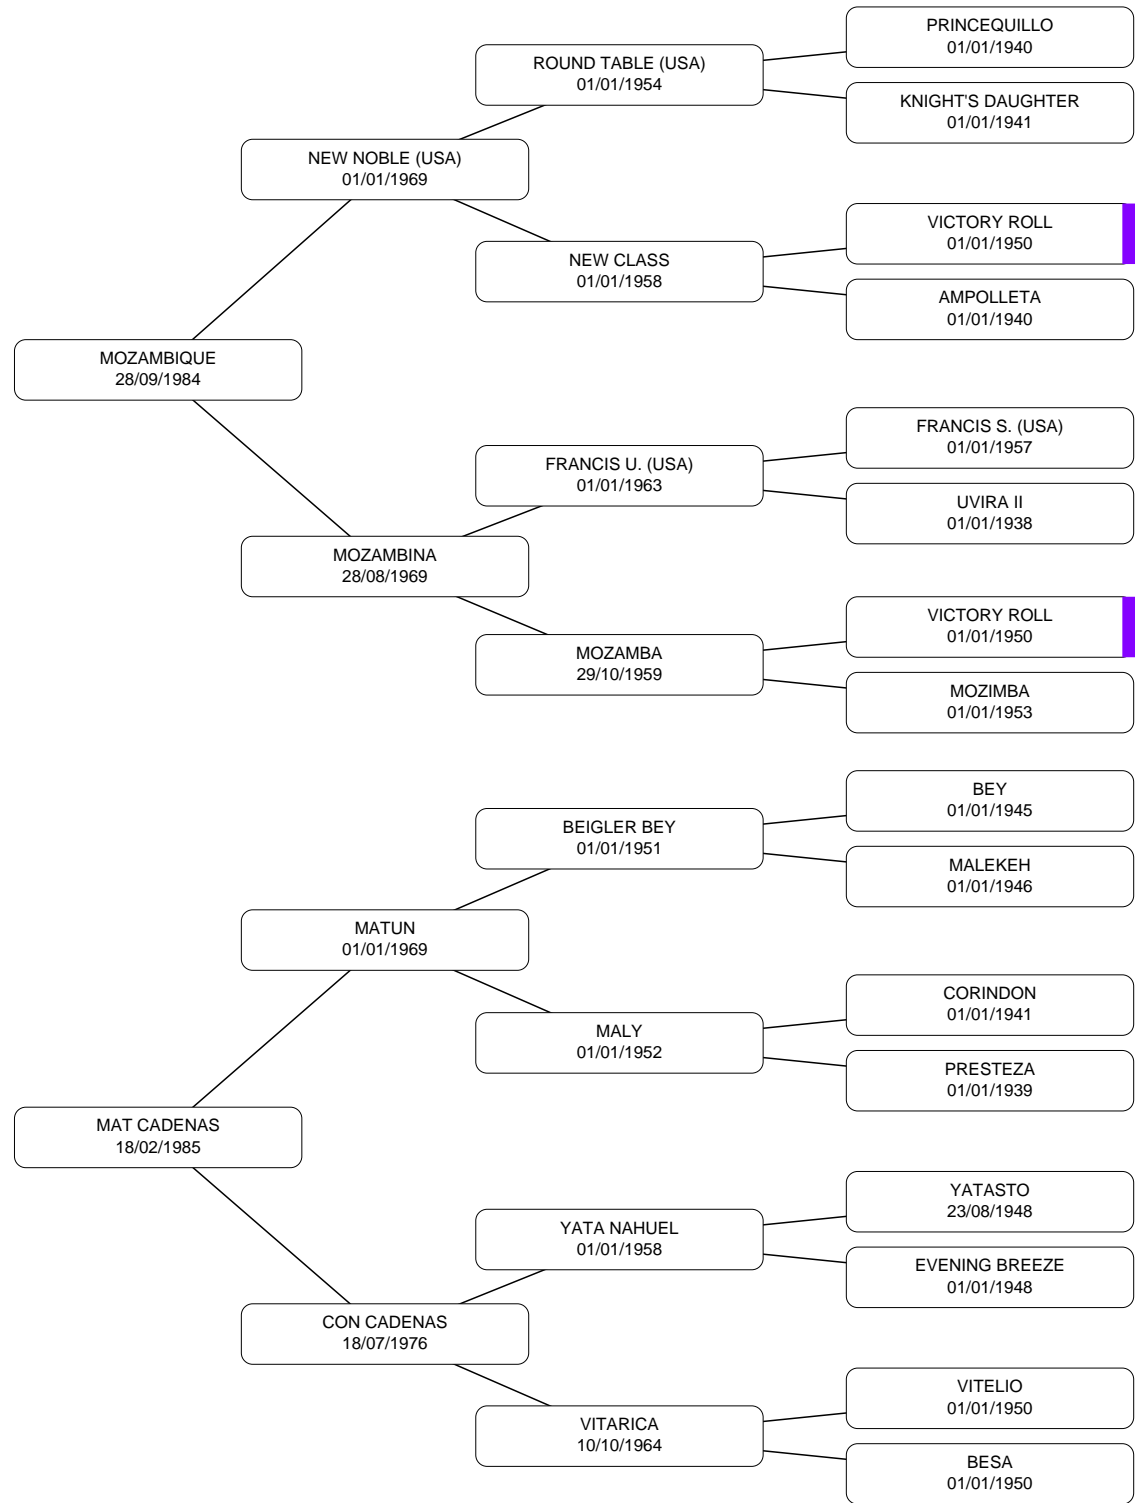 PRINCEQUILLO
01/01/1940
ROUND TABLE (USA)
01/01/1954
KNIGHT'S DAUGHTER
01/01/1941
NEW NOBLE (USA)
01/01/1969
VICTORY ROLL
01/01/1950
NEW CLASS
01/01/1958
AMPOLLETA
01/01/1940
MOZAMBIQUE
28/09/1984
FRANCIS S. (USA)
01/01/1957
FRANCIS U. (USA)
01/01/1963
UVIRA II
01/01/1938
MOZAMBINA
28/08/1969
VICTORY ROLL
01/01/1950
MOZAMBA
29/10/1959
MOZIMBA
01/01/1953
BEY
01/01/1945
BEIGLER BEY
01/01/1951
MALEKEH
01/01/1946
MATUN
01/01/1969
CORINDON
01/01/1941
MALY
01/01/1952
PRESTEZA
01/01/1939
MAT CADENAS
18/02/1985
YATASTO
23/08/1948
YATA NAHUEL
01/01/1958
EVENING BREEZE
01/01/1948
CON CADENAS
18/07/1976
VITELIO
01/01/1950
VITARICA
10/10/1964
BESA
01/01/1950